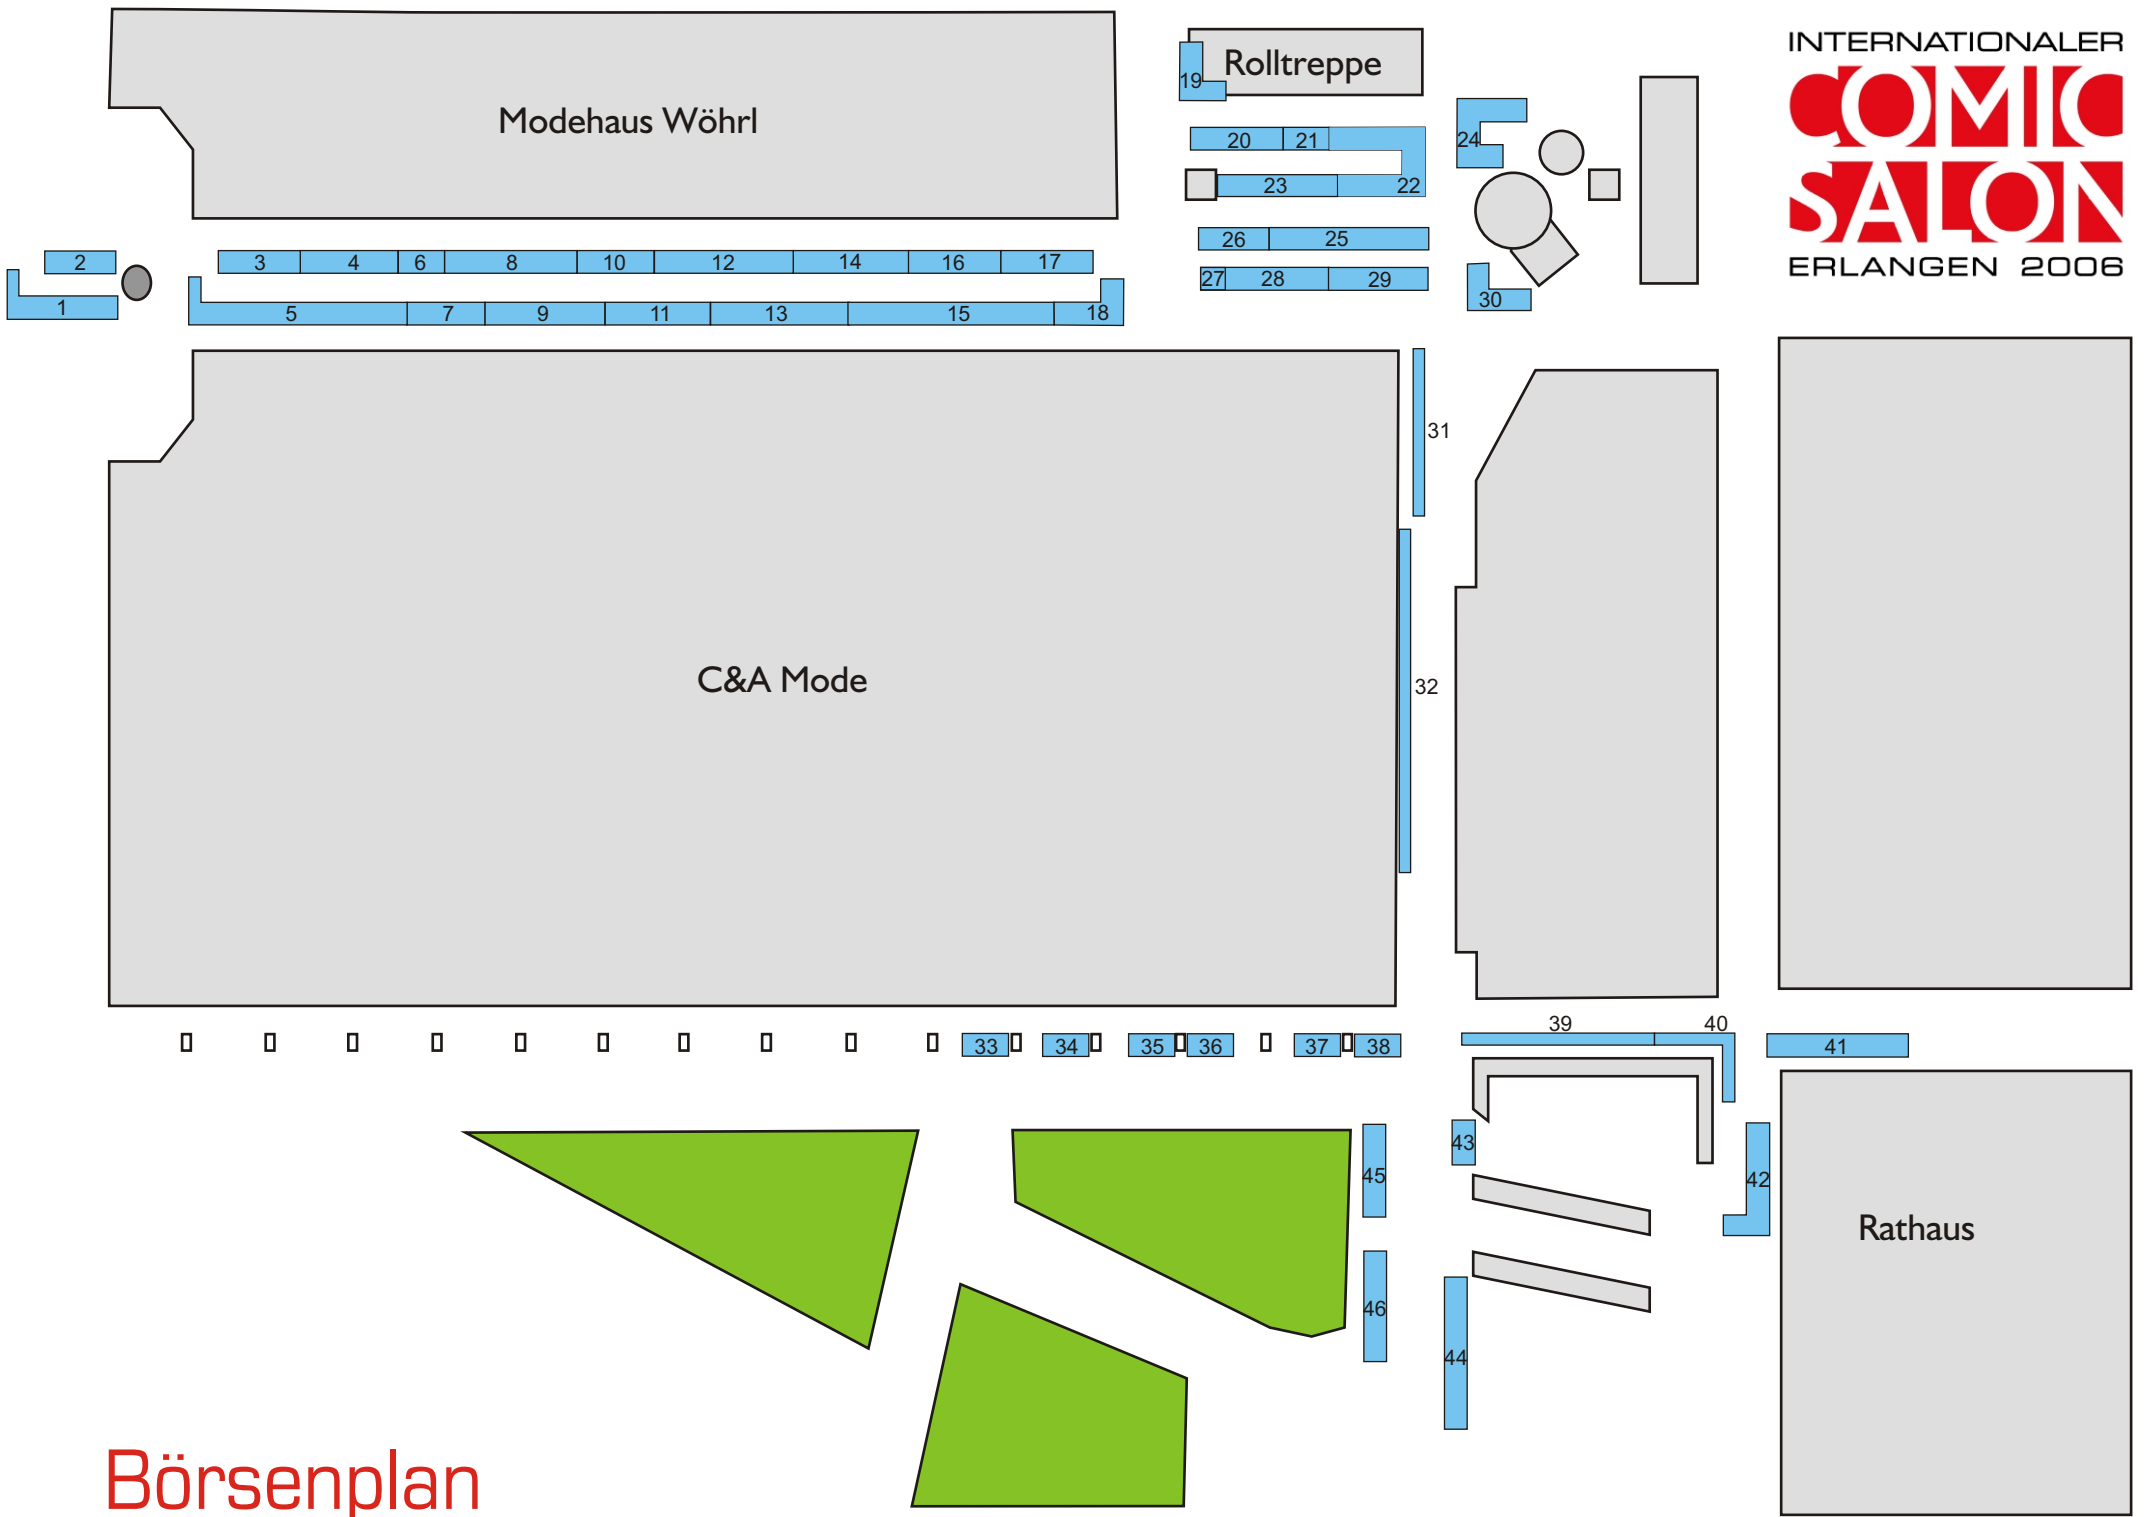 INTERNATIONALER
COMIC
SALON
ERLANGEN 2006
Rolltreppe
Modehaus Wöhrl
19
20 21
24
23 22
26 25
2
3 4 6 8 10 12 14 16 17
27 28 29
30
1
5 7 9 11 13 15 18
31
C&A Mode
32
39 40
33 34 35 36 37 38
41
43
45
42
Rathaus
46
44
Börsenplan